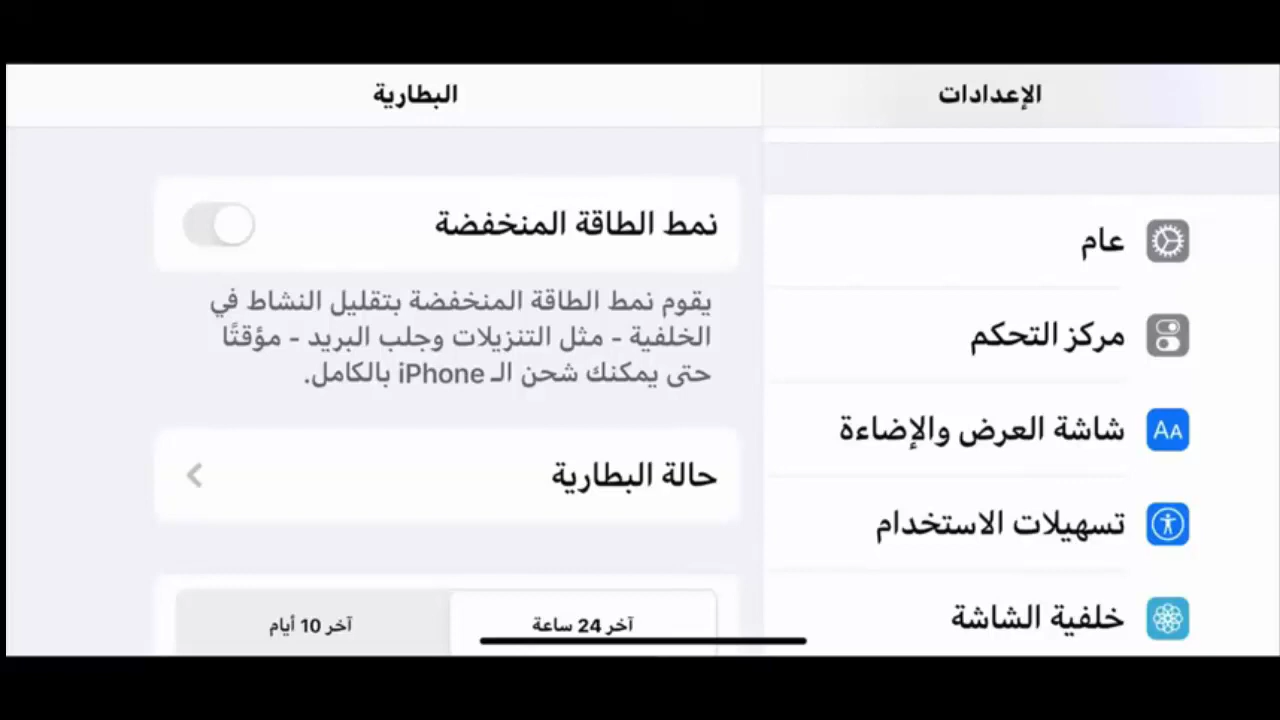 الإعدادات
عام
مركز التحكم
شاشة العرض والإضاءة
تسهيلات الاستخدام
خلفية الشاشة
البطارية
نمط الطاقة المنخفضة
يقوم نمط الطاقة المنخفضة بتقليل النشاط في
الخلفية - مثل التنزيلات وجلب البريد - مؤقتًا
حتى يمكنك شحن الـ iPhone بالكامل.
حالة البطارية
آخر 24 ساعة
آخر 10 أيام